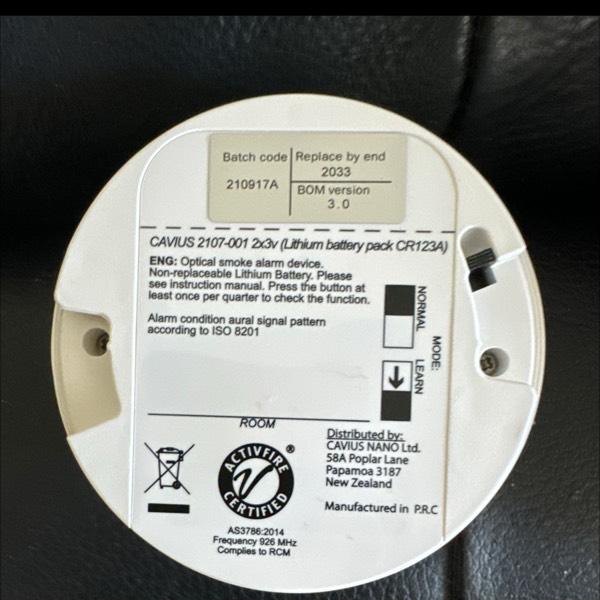 Batch code
210917A
Replace by end
2033
BOM version
3.0
CAVIUS 2107-001 2x3v (Lithium battery pack CR123A)
ENG: Optical smoke alarm device.
Non-replaceable Lithium Battery. Please
see instruction manual. Press the button at
least once per quarter to check the function.
Alarm condition aural signal pattern
according to ISO 8201
MODE:
NORMAL
LEARN
ROOM
ACTIVFIRE
®
CERTIFIED
AS3786:2014
Frequency 926 MHz
Complies to RCM
Distributed by:
CAVIUS NANO Ltd.
58A Poplar Lane
Papamoa 3187
New Zealand
Manufactured in P.R.C